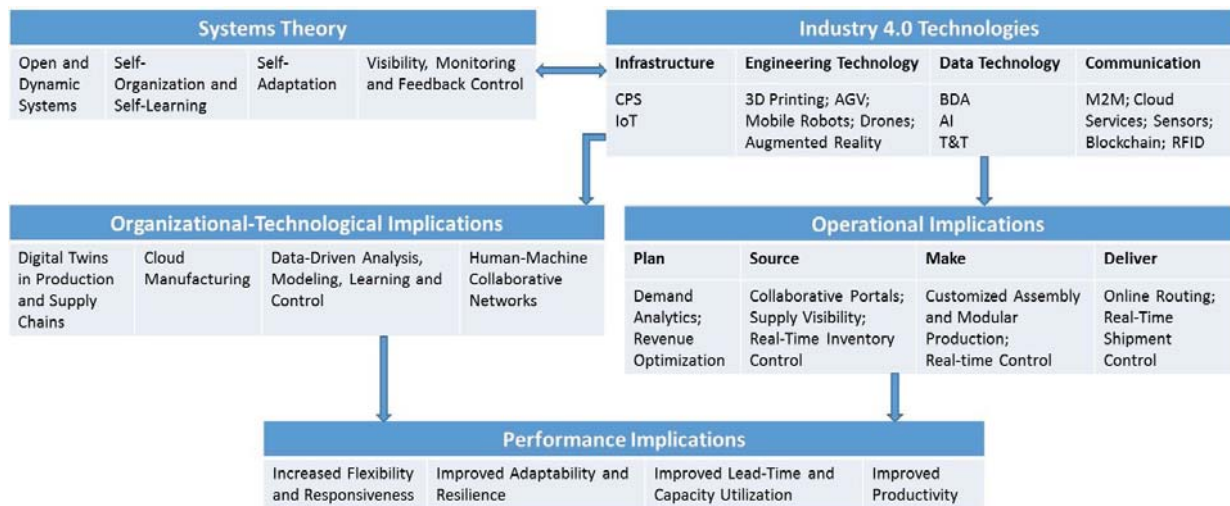 Systems Theory
Open and
Dynamic
Systems
Self-
Organization and
Self-Learning
Self-
Adaptation
Visibility, Monitoring
and Feedback Control
Industry 4.0 Technologies
Infrastructure
Engineering Technology
Data Technology
Communication
CPS
IoT
3D Printing; AGV;
Mobile Robots; Drones;
Augmented Reality
BDA
AI
T&T
M2M; Cloud
Services; Sensors;
Blockchain; RFID
Organizational-Technological Implications
Digital Twins
in Production
and Supply
Chains
Cloud
Manufacturing
Data-Driven Analysis,
Modeling, Learning and
Control
Human-Machine
Collaborative
Networks
Operational Implications
Plan
Source
Make
Deliver
Demand
Analytics;
Revenue
Optimization
Collaborative Portals;
Supply Visibility;
Real-Time Inventory
Control
Customized Assembly
and Modular
Production;
Real-time Control
Online Routing;
Real-Time
Shipment
Control
Performance Implications
Increased Flexibility
and Responsiveness
Improved Adaptability and
Resilience
Improved Lead-Time and
Capacity Utilization
Improved
Productivity